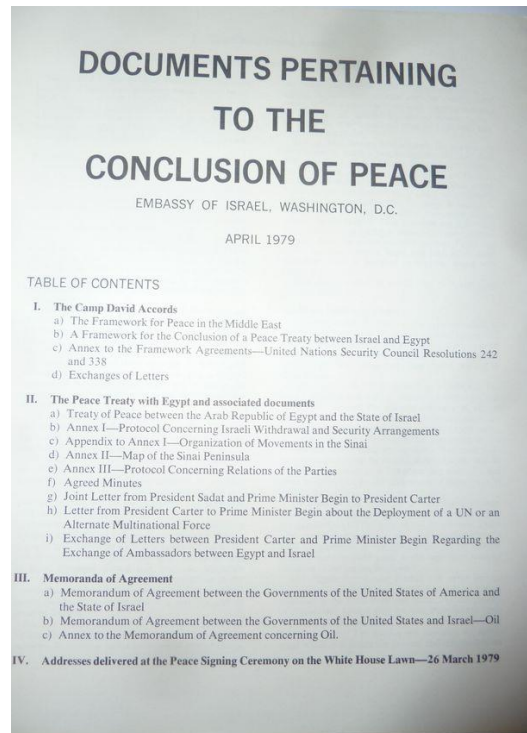 DOCUMENTS PERTAINING
TO THE
CONCLUSION OF PEACE
EMBASSY OF ISRAEL, WASHINGTON, D.C.
APRIL 1979
TABLE OF CONTENTS
I. The Camp David Accords
a) The Framework for Peace in the Middle East
b) A Framework for the Conclusion of a Peace Treaty between Israel and Egypt
c) Annex to the Framework Agreements—United Nations Security Council Resolutions 242
and 338
d) Exchanges of Letters
II. The Peace Treaty with Egypt and associated documents
a) Treaty of Peace between the Arab Republic of Egypt and the State of Israel
b) Annex I—Protocol Concerning Israeli Withdrawal and Security Arrangements
c) Appendix to Annex I—Organization of Movements in the Sinai
d) Annex II—Map of the Sinai Peninsula
e) Annex III—Protocol Concerning Relations of the Parties
f) Agreed Minutes
g) Joint Letter from President Sadat and Prime Minister Begin to President Carter
h) Letter from President Carter to Prime Minister Begin about the Deployment of a UN or an
Alternate Multinational Force
i) Exchange of Letters between President Carter and Prime Minister Begin Regarding the
Exchange of Ambassadors between Egypt and Israel
III. Memoranda of Agreement
a) Memorandum of Agreement between the Governments of the United States of America and
the State of Israel
b) Memorandum of Agreement between the Governments of the United States and Israel—Oil
c) Annex to the Memorandum of Agreement concerning Oil.
IV. Addresses delivered at the Peace Signing Ceremony on the White House Lawn—26 March 1979